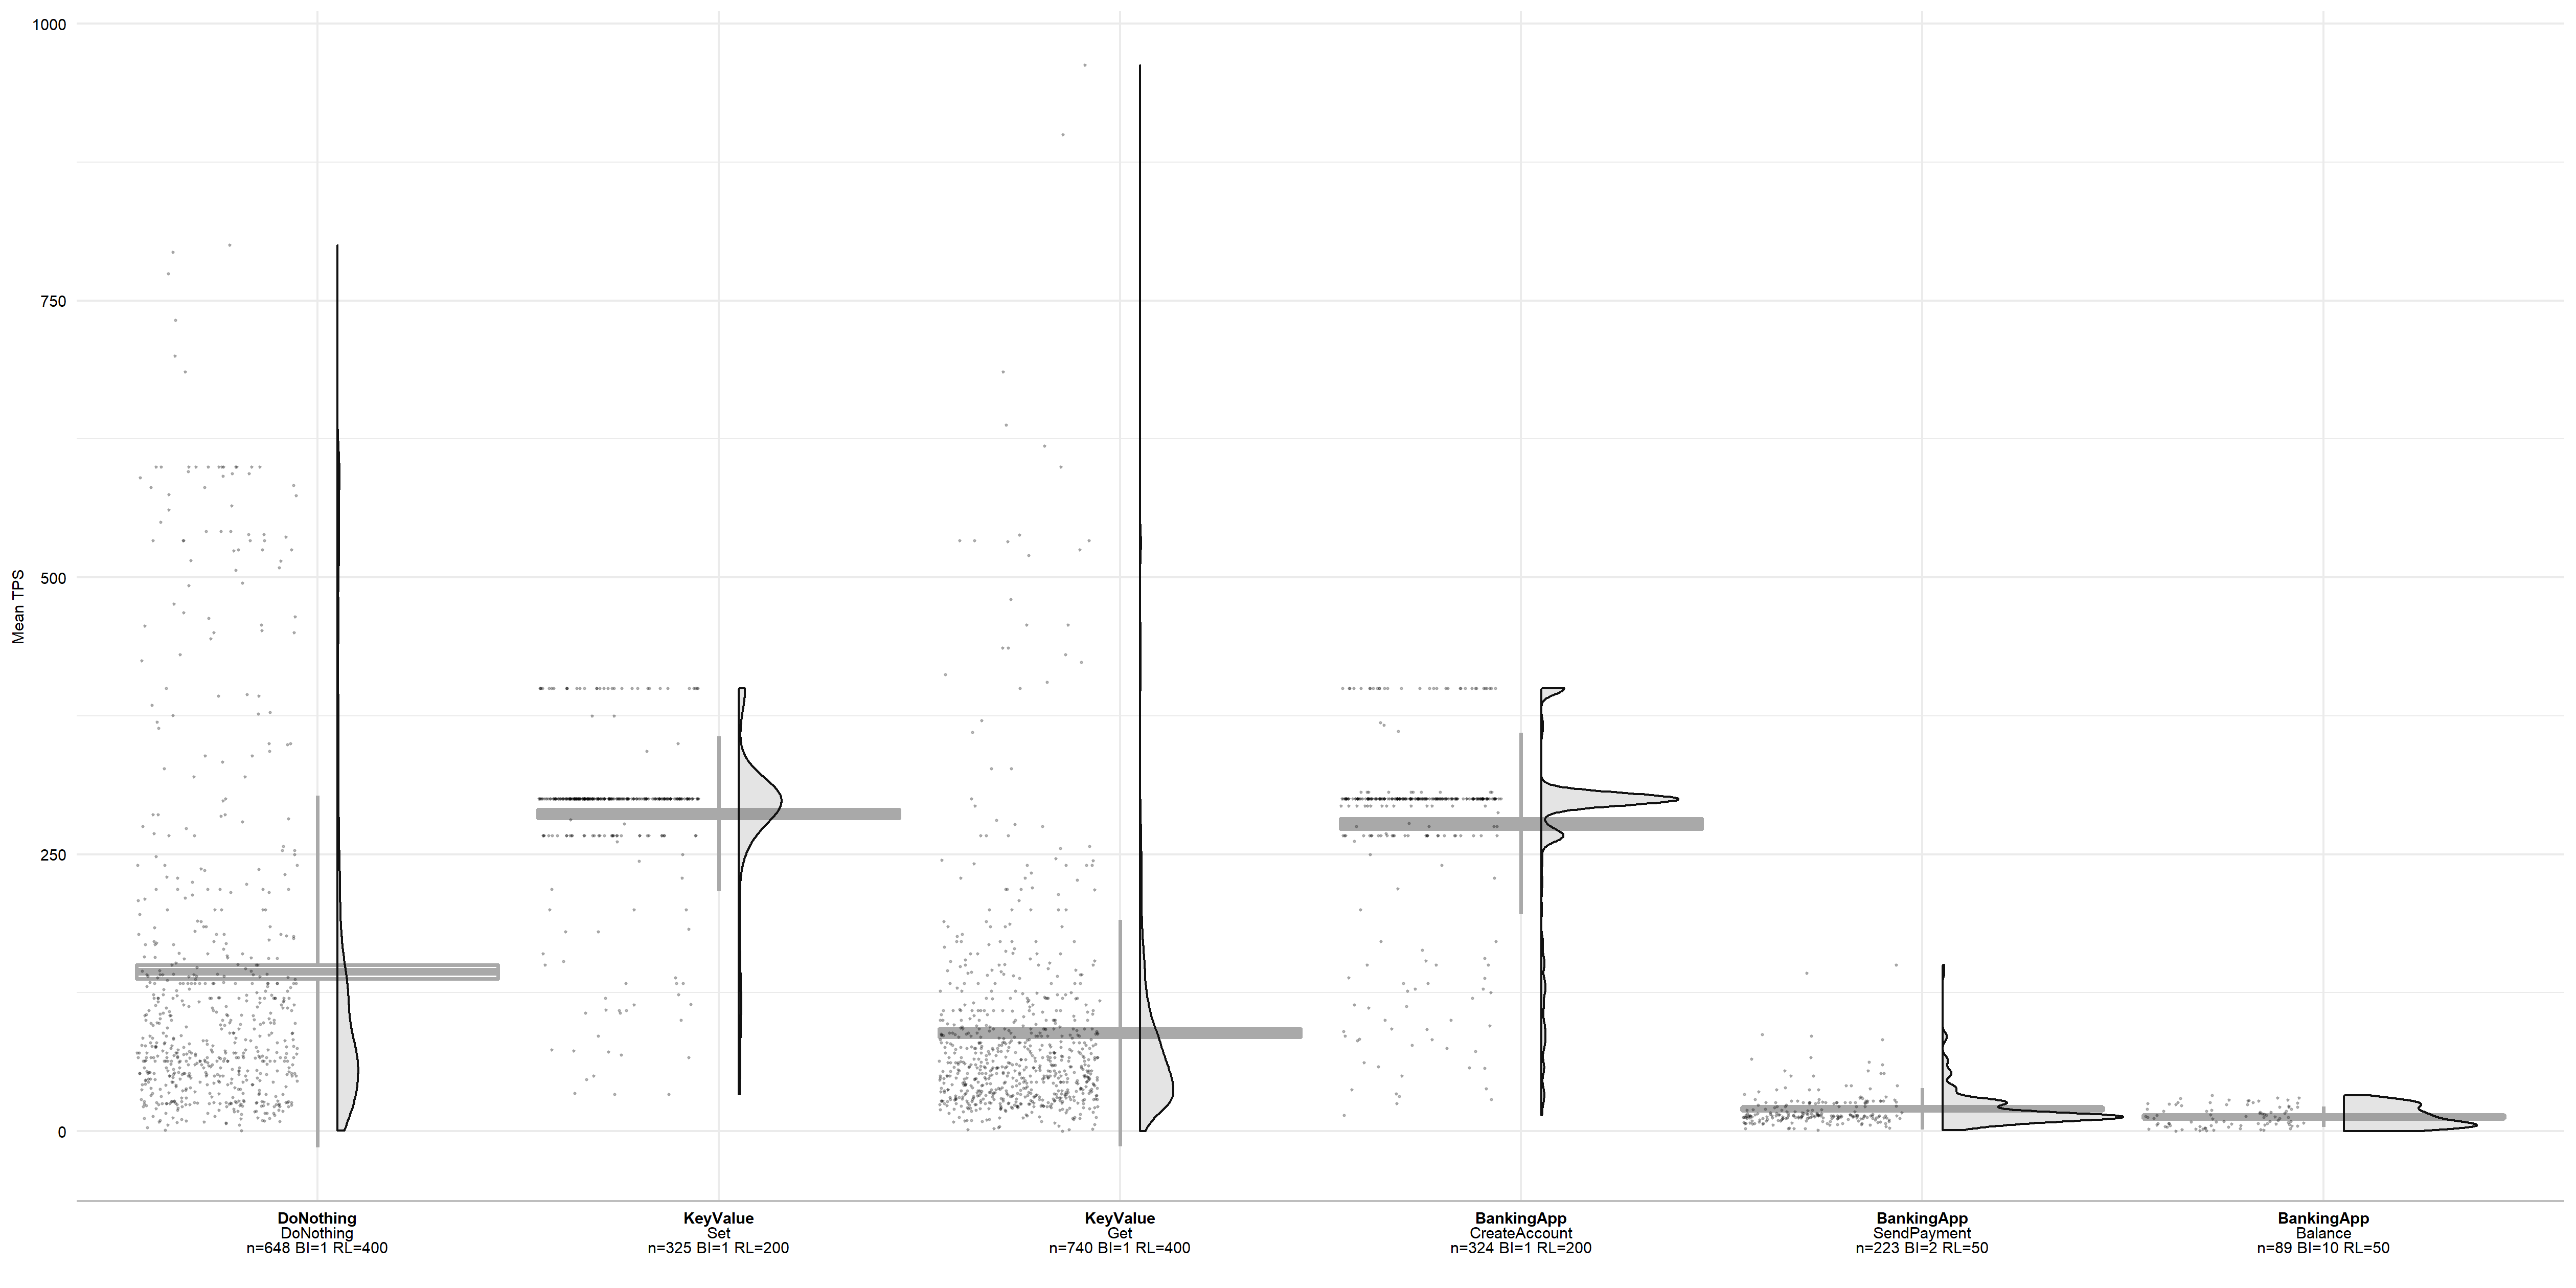 1000
750
500
250
0
Mean TPS
DoNothing
DoNothing
n=648 BI=1 RL=400
KeyValue
Set
n=325 BI=1 RL=200
KeyValue
Get
n=740 BI=1 RL=400
BankingApp
CreateAccount
n=324 BI=1 RL=200
BankingApp
SendPayment
n=223 BI=2 RL=50
BankingApp
Balance
n=89 BI=10 RL=50